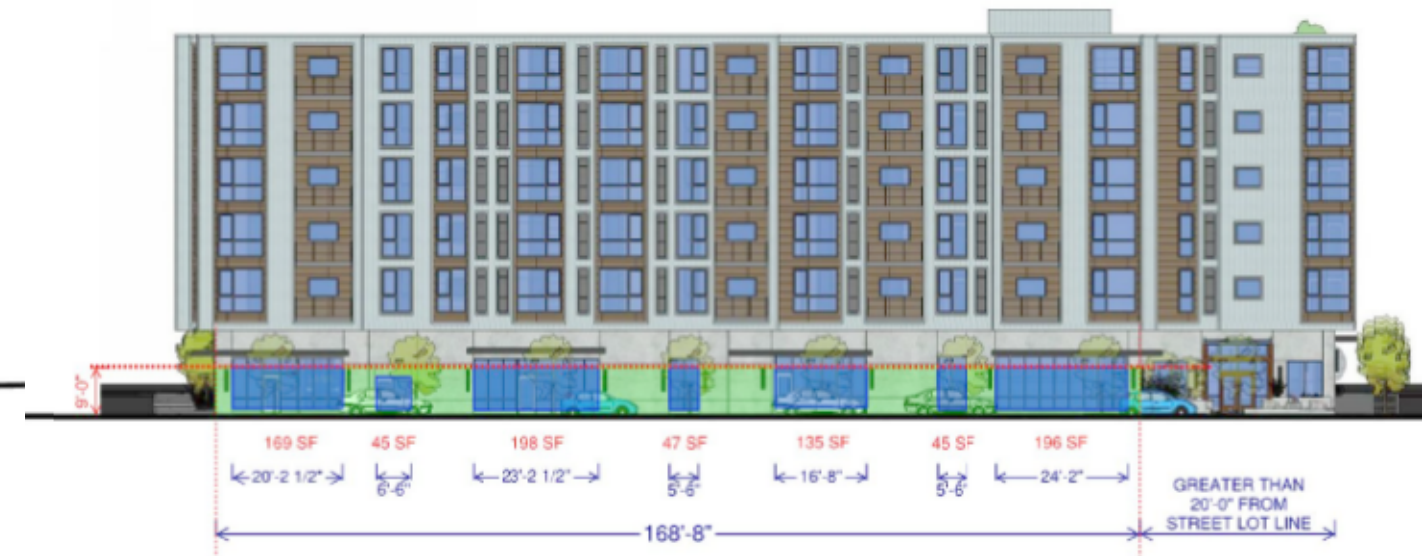 9'-0"
169 SF 45 SF 198 SF 47 SF 135 SF 45 SF 196 SF
20'-2 1/2" 6'-6" 23'-2 1/2" 5'-6" 16'-8" 5'-6" 24'-2"
GREATER THAN
20'-0" FROM
STREET LOT LINE
168'-8"